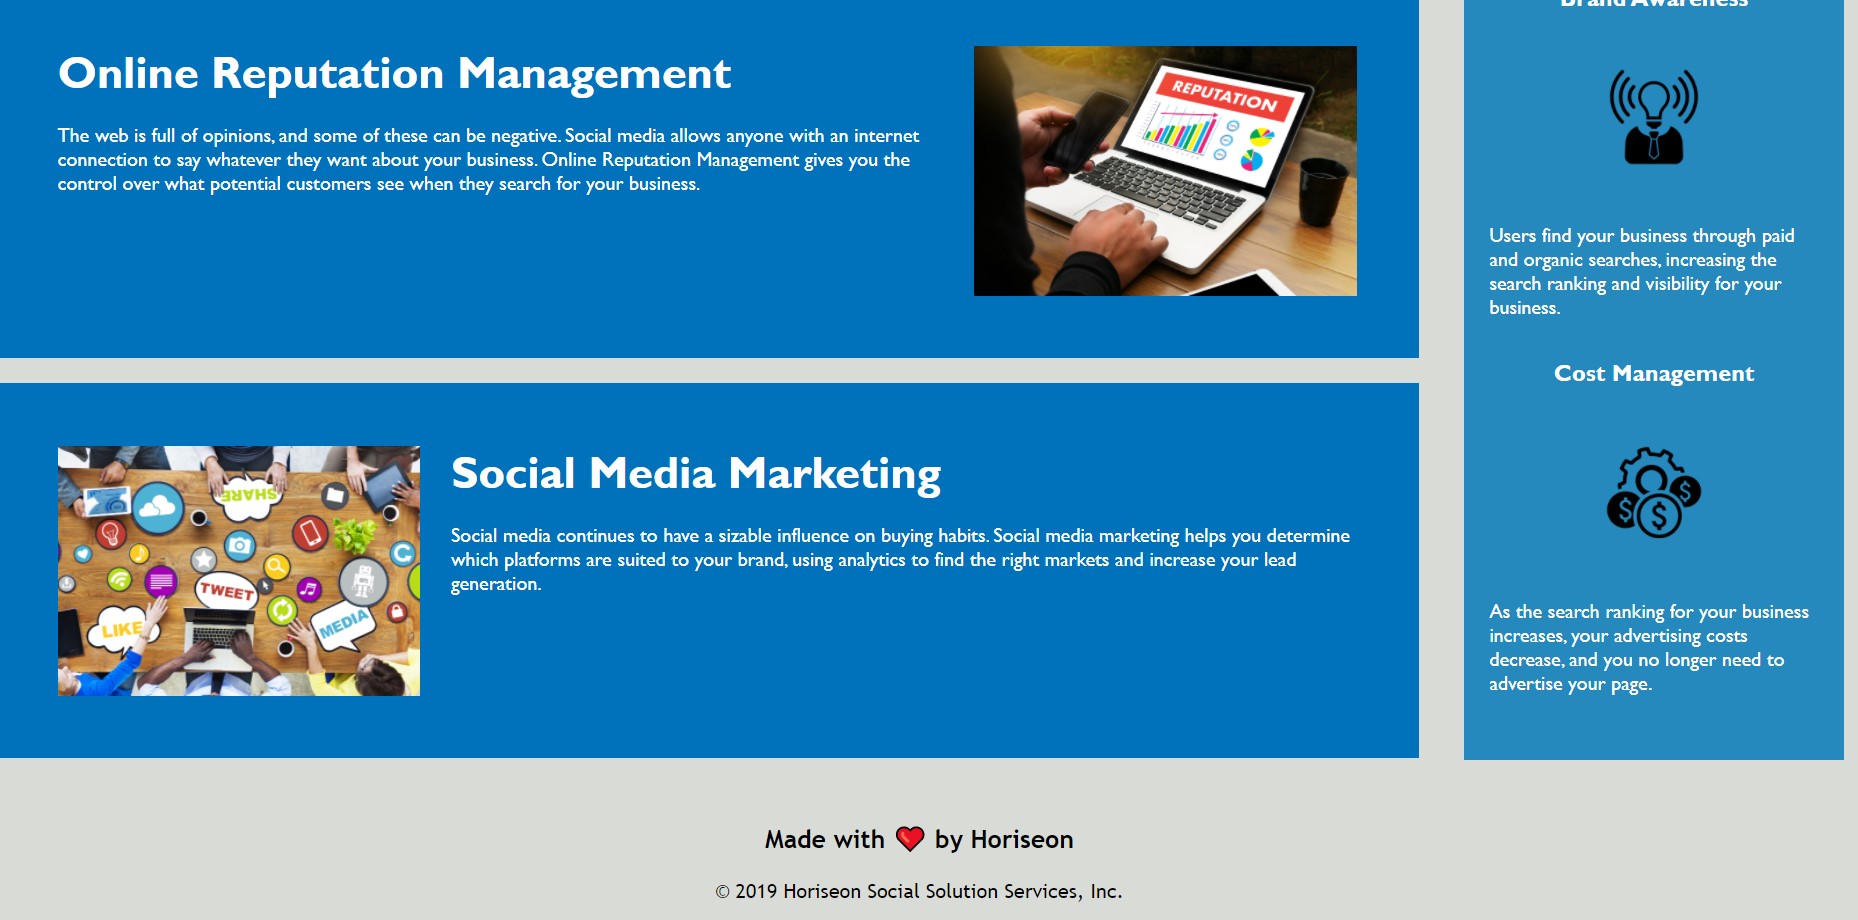 Online Reputation Management
The web is full of opinions, and some of these can be negative. Social media allows anyone with an internet
connection to say whatever they want about your business. Online Reputation Management gives you the
control over what potential customers see when they search for your business.
REPUTATION
Social Media Marketing
Social media continues to have a sizable influence on buying habits. Social media marketing helps you determine
which platforms are suited to your brand, using analytics to find the right markets and increase your lead
generation.
SHARE
TWEET
LIKE
MEDIA
Brand Awareness
Users find your business through paid
and organic searches, increasing the
search ranking and visibility for your
business.
Cost Management
$
$
$
As the search ranking for your business
increases, your advertising costs
decrease, and you no longer need to
advertise your page.
Made with ❤️ by Horiseon
© 2019 Horiseon Social Solution Services, Inc.